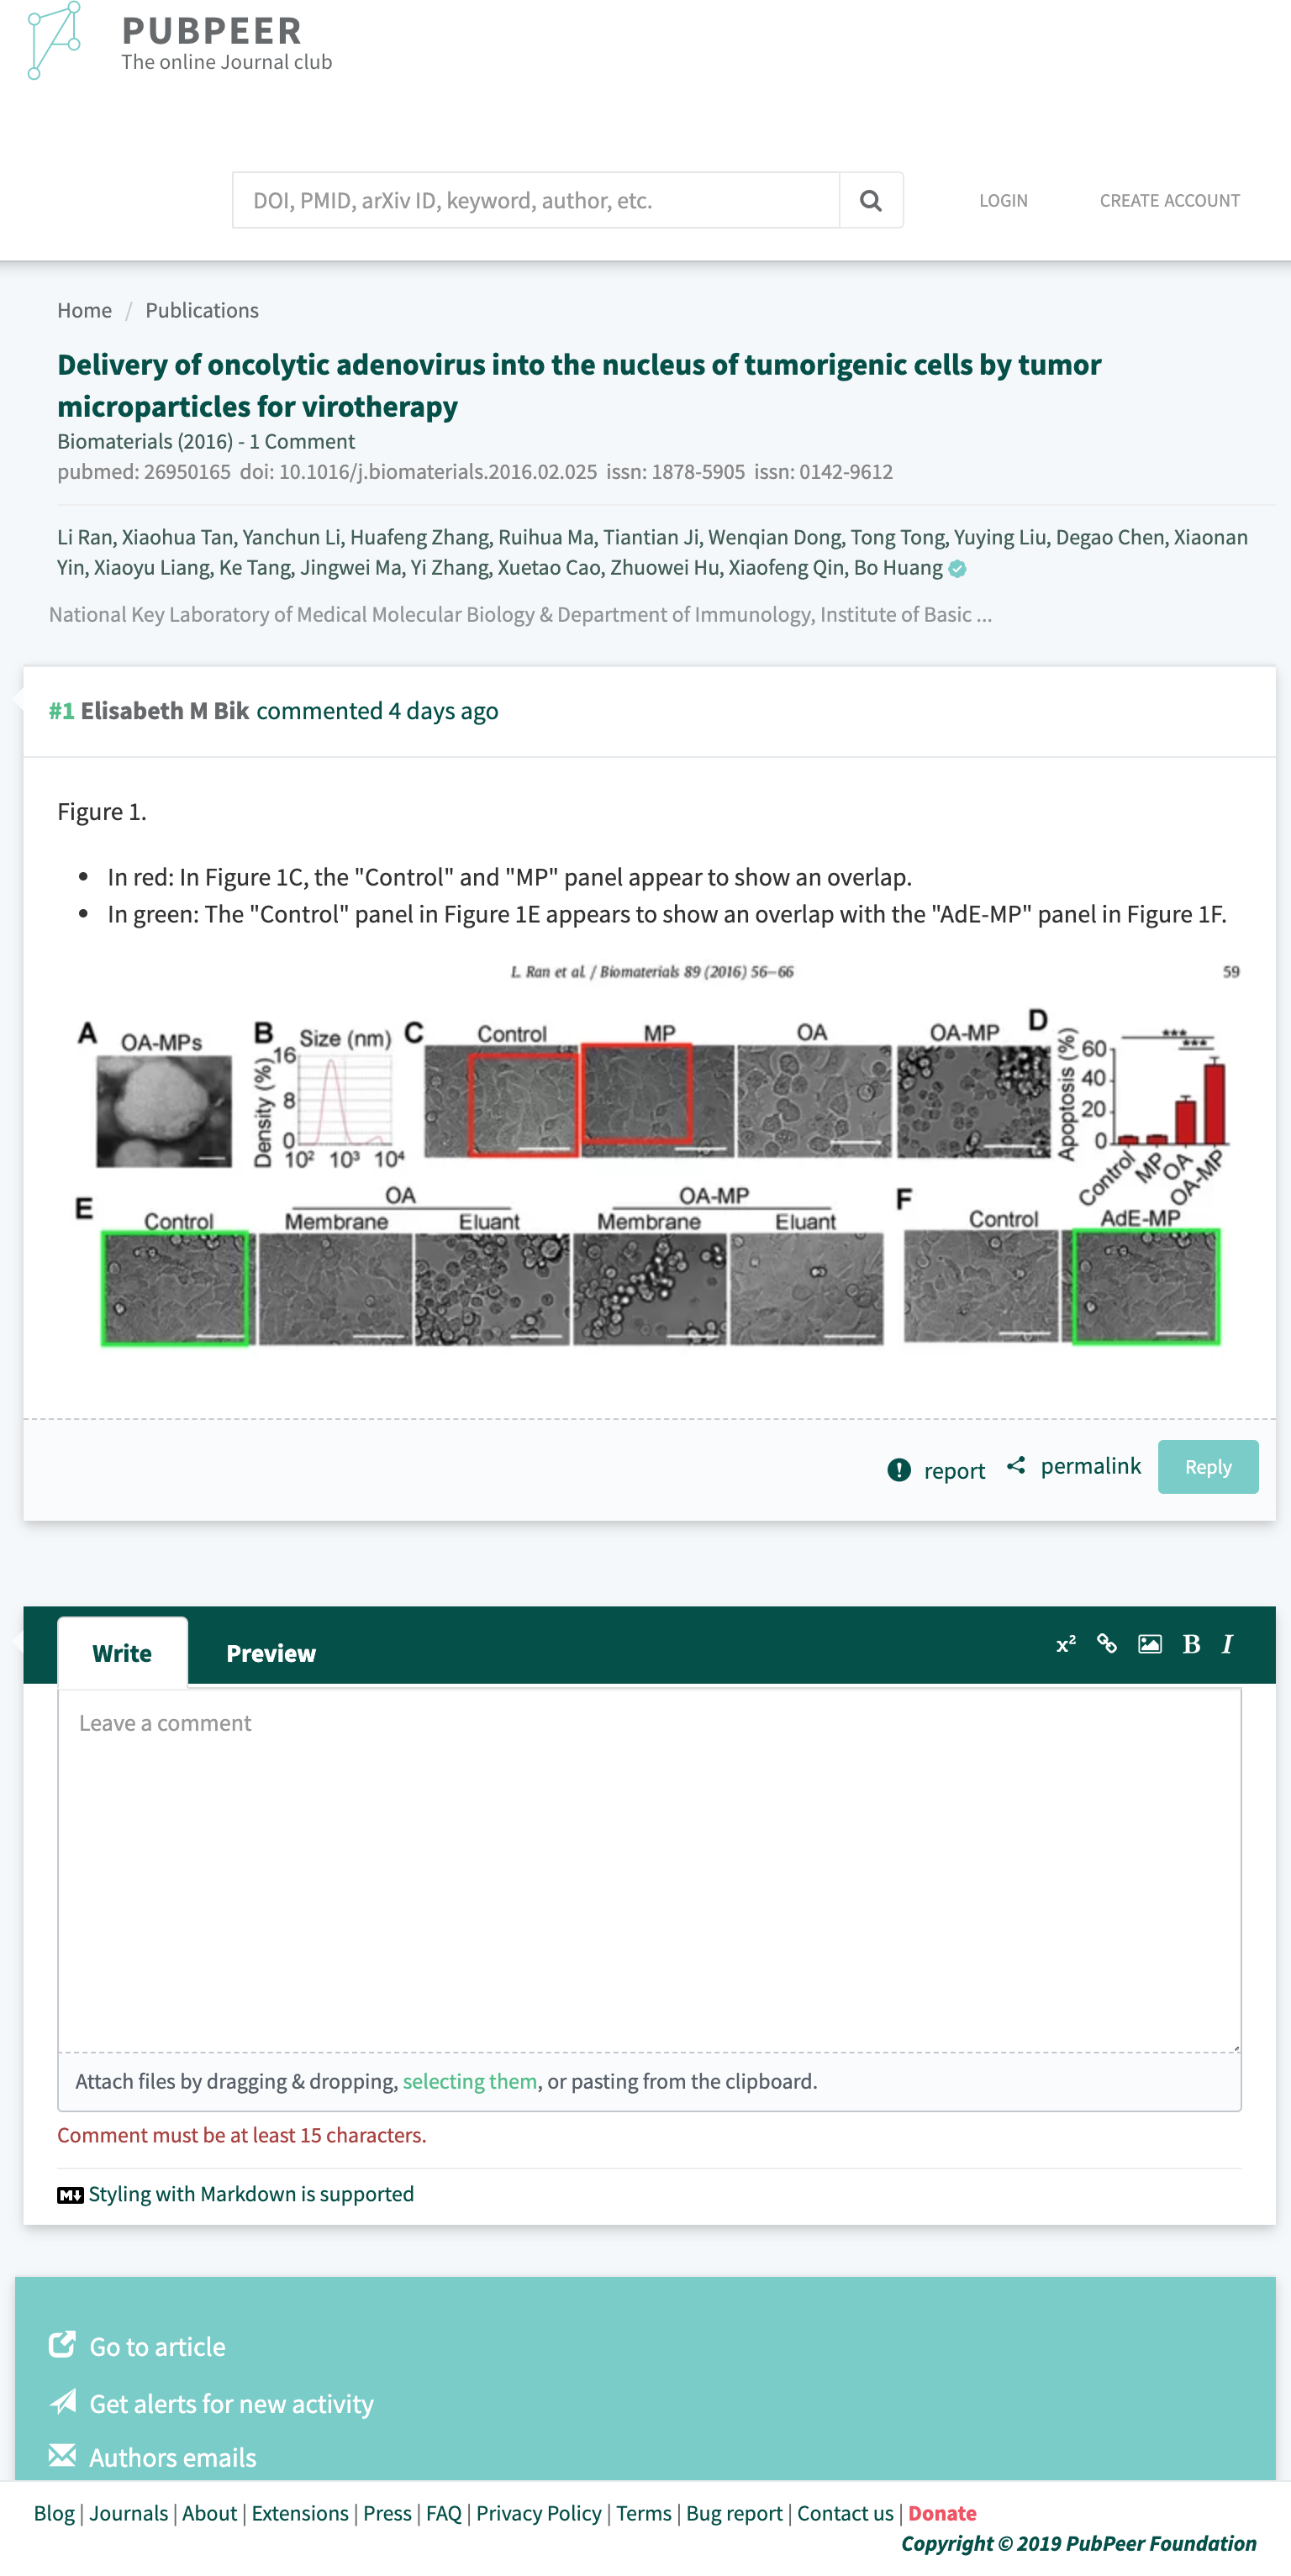 PUBPEER
The online Journal club
DOI, PMID, arXiv ID, keyword, author, etc.
LOGIN
CREATE ACCOUNT
Home / Publications
Delivery of oncolytic adenovirus into the nucleus of tumorigenic cells by tumor
microparticles for virotherapy
Biomaterials (2016) - 1 Comment
pubmed: 26950165 doi: 10.1016/j.biomaterials.2016.02.025 issn: 1878-5905 issn: 0142-9612
Li Ran, Xiaohua Tan, Yanchun Li, Huafeng Zhang, Ruihua Ma, Tiantian Ji, Wenqian Dong, Tong Tong, Yuying Liu, Degao Chen, Xiaonan
Yin, Xiaoyu Liang, Ke Tang, Jingwei Ma, Yi Zhang, Xuetao Cao, Zhuowei Hu, Xiaofeng Qin, Bo Huang
National Key Laboratory of Medical Molecular Biology & Department of Immunology, Institute of Basic ...
#1 Elisabeth M Bik commented 4 days ago
Figure 1.
• In red: In Figure 1C, the "Control" and "MP" panel appear to show an overlap.
• In green: The "Control" panel in Figure 1E appears to show an overlap with the "AdE-MP" panel in Figure 1F.
L. Ran et al. / Biomaterials 89 (2016) 56–66
59
A
OA-MPs
B
Size (nm)
Density (%)
16
8
0
10² 10³ 10⁴
C
Control
MP
OA
OA-MP
D
Apoptosis (%)
60
40
20
0
***
***
Control
MP
OA
OA-MP
E
Control
OA
Membrane
Eluant
OA-MP
Membrane
Eluant
F
Control
AdE-MP
report
permalink
Reply
Write
Preview
x²
B
I
Leave a comment
Attach files by dragging & dropping, selecting them, or pasting from the clipboard.
Comment must be at least 15 characters.
M Styling with Markdown is supported
Go to article
Get alerts for new activity
Authors emails
Blog | Journals | About | Extensions | Press | FAQ | Privacy Policy | Terms | Bug report | Contact us | Donate
Copyright © 2019 PubPeer Foundation